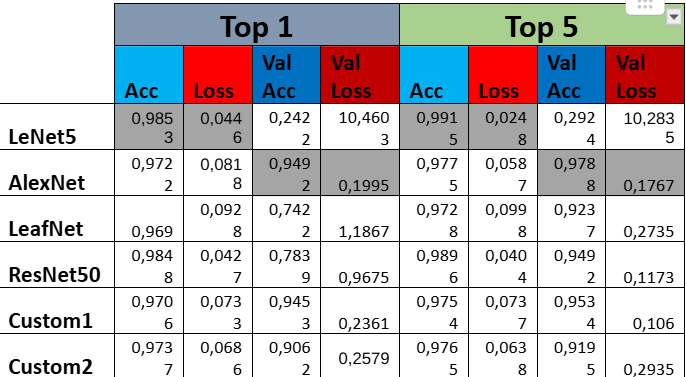 Top 1 Top 5
Acc Loss Val Acc Val Loss Acc Loss Val Acc Val Loss
LeNet5 0,9853 0,0446 0,2422 10,4603 0,9915 0,0248 0,2924 10,2835
AlexNet 0,9722 0,0818 0,9492 0,1995 0,9775 0,0587 0,9788 0,1767
LeafNet 0,969 0,0928 0,7422 1,1867 0,9728 0,0998 0,9237 0,2735
ResNet50 0,9848 0,0427 0,7839 0,9675 0,9896 0,0404 0,9492 0,1173
Custom1 0,9706 0,0733 0,9453 0,2361 0,9754 0,0737 0,9534 0,106
Custom2 0,9737 0,0686 0,9062 0,2579 0,9765 0,0638 0,9195 0,2935